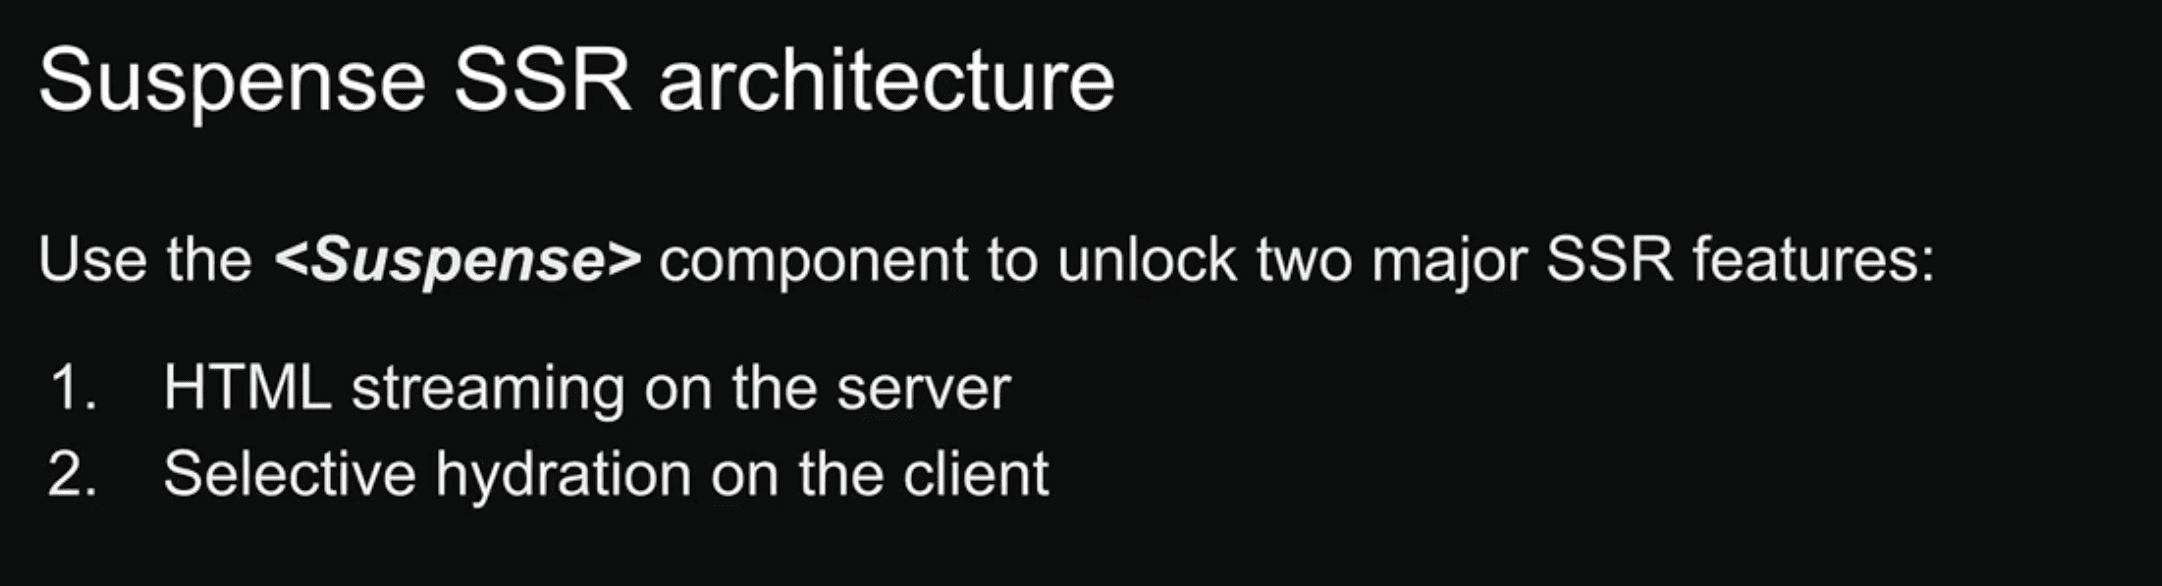 Suspense SSR architecture
Use the <Suspense> component to unlock two major SSR features:
1. HTML streaming on the server
2. Selective hydration on the client